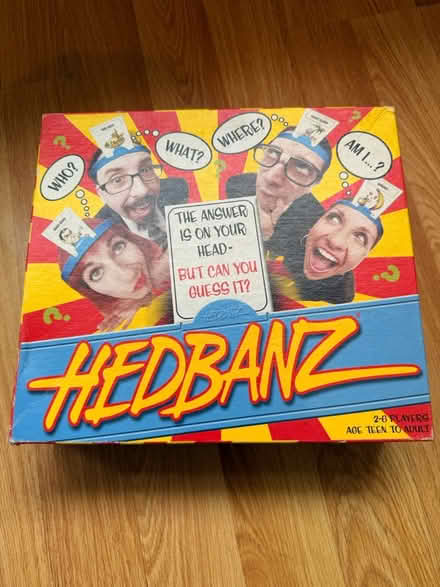 WHO?
WHAT?
WHERE?
AM I...?
THE ANSWER
IS ON YOUR
HEAD-
BUT CAN YOU
GUESS IT?
HEDBANZ
2-6 PLAYERS
AGE TEEN TO ADULT